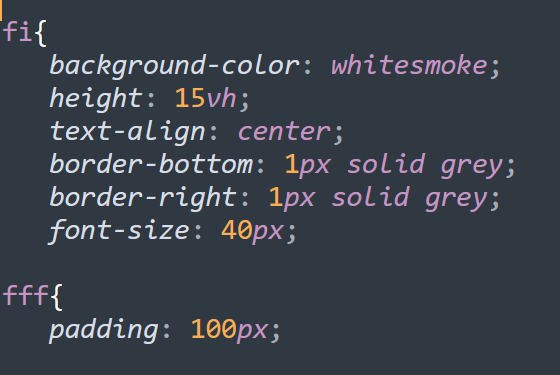 fi{
background-color: whitesmoke;
height: 15vh;
text-align: center;
border-bottom: 1px solid grey;
border-right: 1px solid grey;
font-size: 40px;
fff{
padding: 100px;